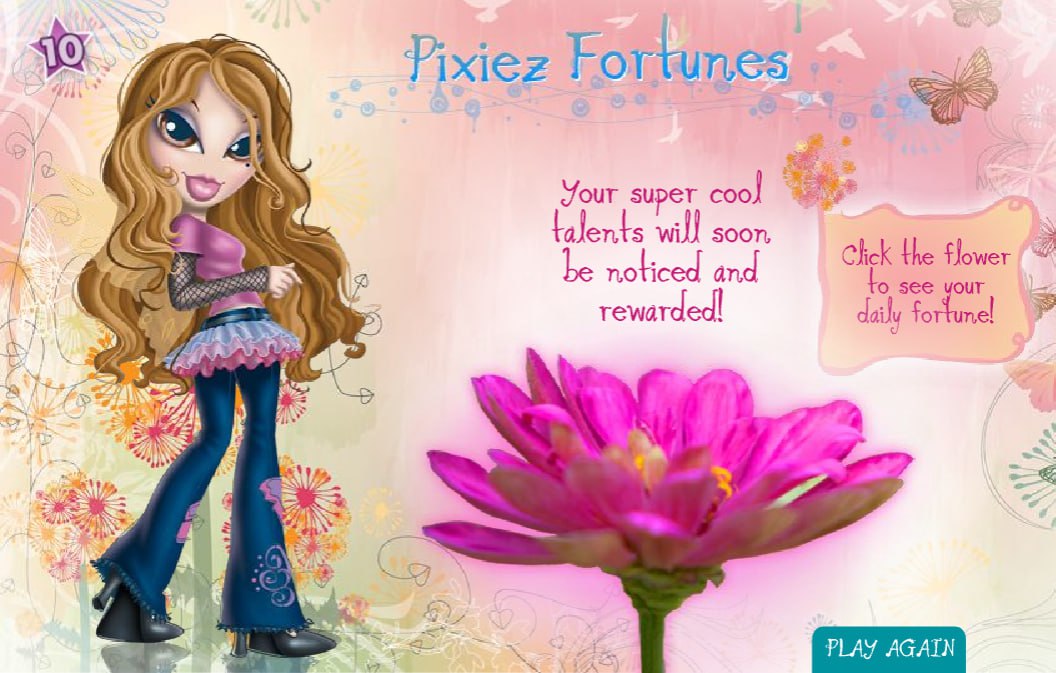 10
Pixiez Fortunes
Your super cool
talents will soon
be noticed and
rewarded!
Click the flower
to see your
daily fortune!
PLAY AGAIN